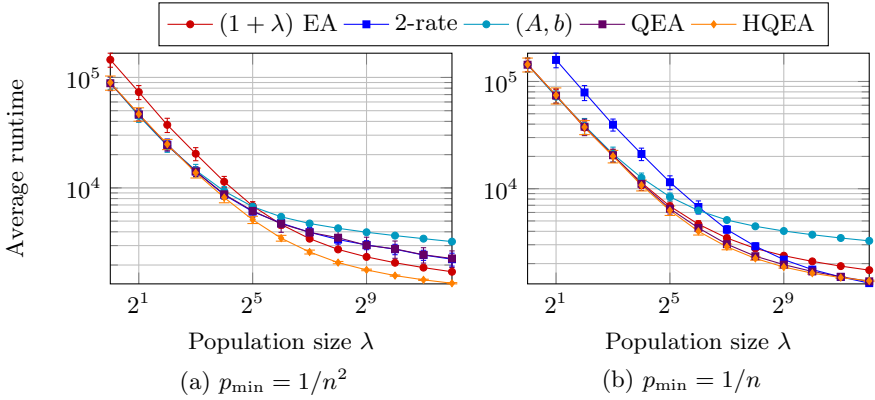 (1 + λ) EA 2-rate (A, b) QEA HQEA
Average runtime
10^5
10^4
2^1 2^5 2^9
Population size λ
(a) p_min = 1/n^2
10^5
10^4
2^1 2^5 2^9
Population size λ
(b) p_min = 1/n